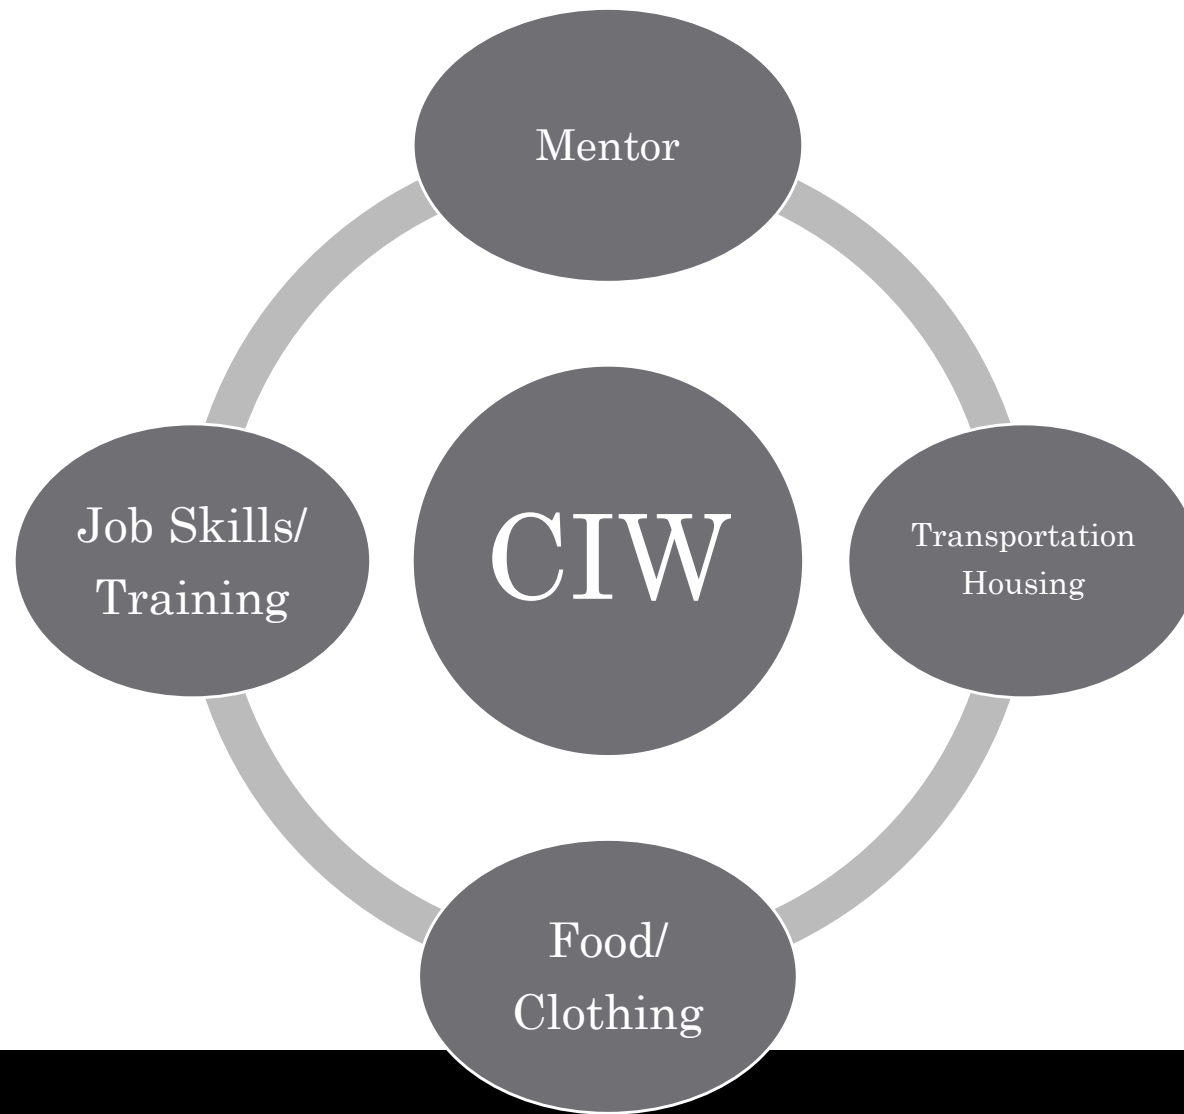 Mentor
Job Skills/
Training
CIW
Transportation
Housing
Food/
Clothing